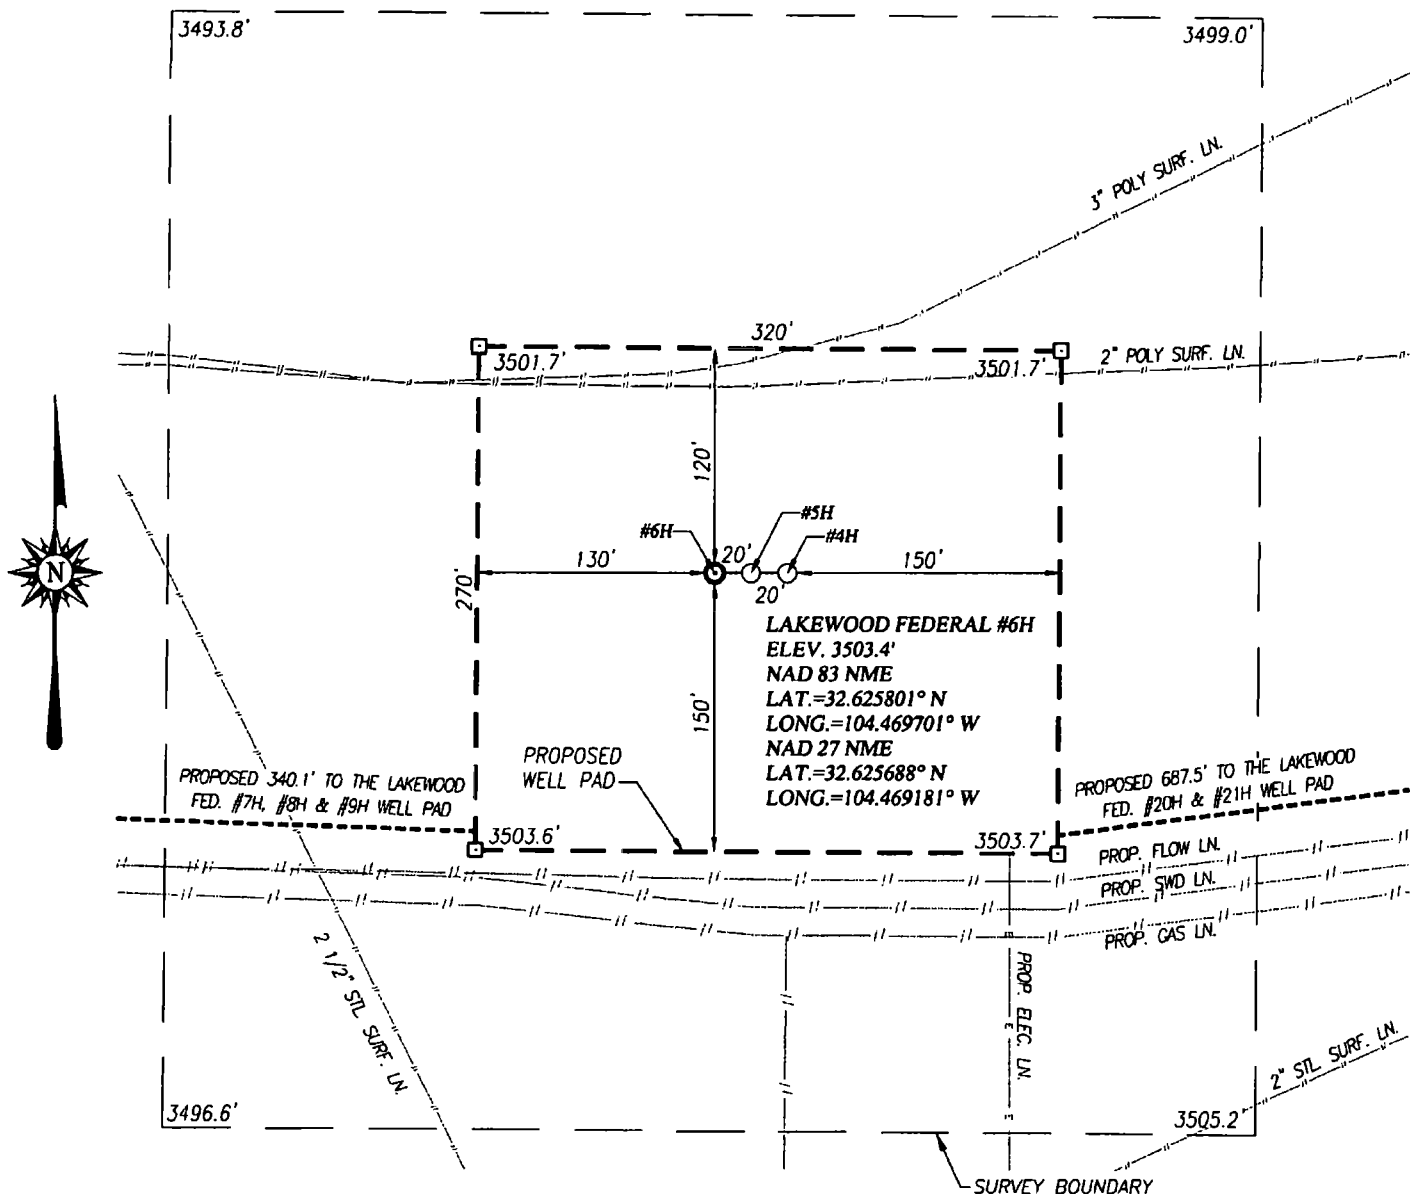 3493.8'
3499.0'
3" POLY SURF. LN.
320'
3501.7'
3501.7'
2" POLY SURF. LN.
120'
#5H
#6H
#4H
20'
130'
150'
20'
270'
N
LAKEWOOD FEDERAL #6H
ELEV. 3503.4'
NAD 83 NME
LAT.=32.625801° N
LONG.=104.469701° W
NAD 27 NME
LAT.=32.625688° N
LONG.=104.469181° W
150'
PROPOSED
WELL PAD
PROPOSED 340.1' TO THE LAKEWOOD
FED. #7H, #8H & #9H WELL PAD
PROPOSED 687.5' TO THE LAKEWOOD
FED. #20H & #21H WELL PAD
3503.6'
3503.7'
PROP. FLOW LN.
PROP. SWD LN.
PROP. GAS LN.
2 1/2" STL SURF. LN.
PROP. ELEC. LN.
E
E
E
2" STL SURF. LN.
3496.6'
3505.2'
SURVEY BOUNDARY